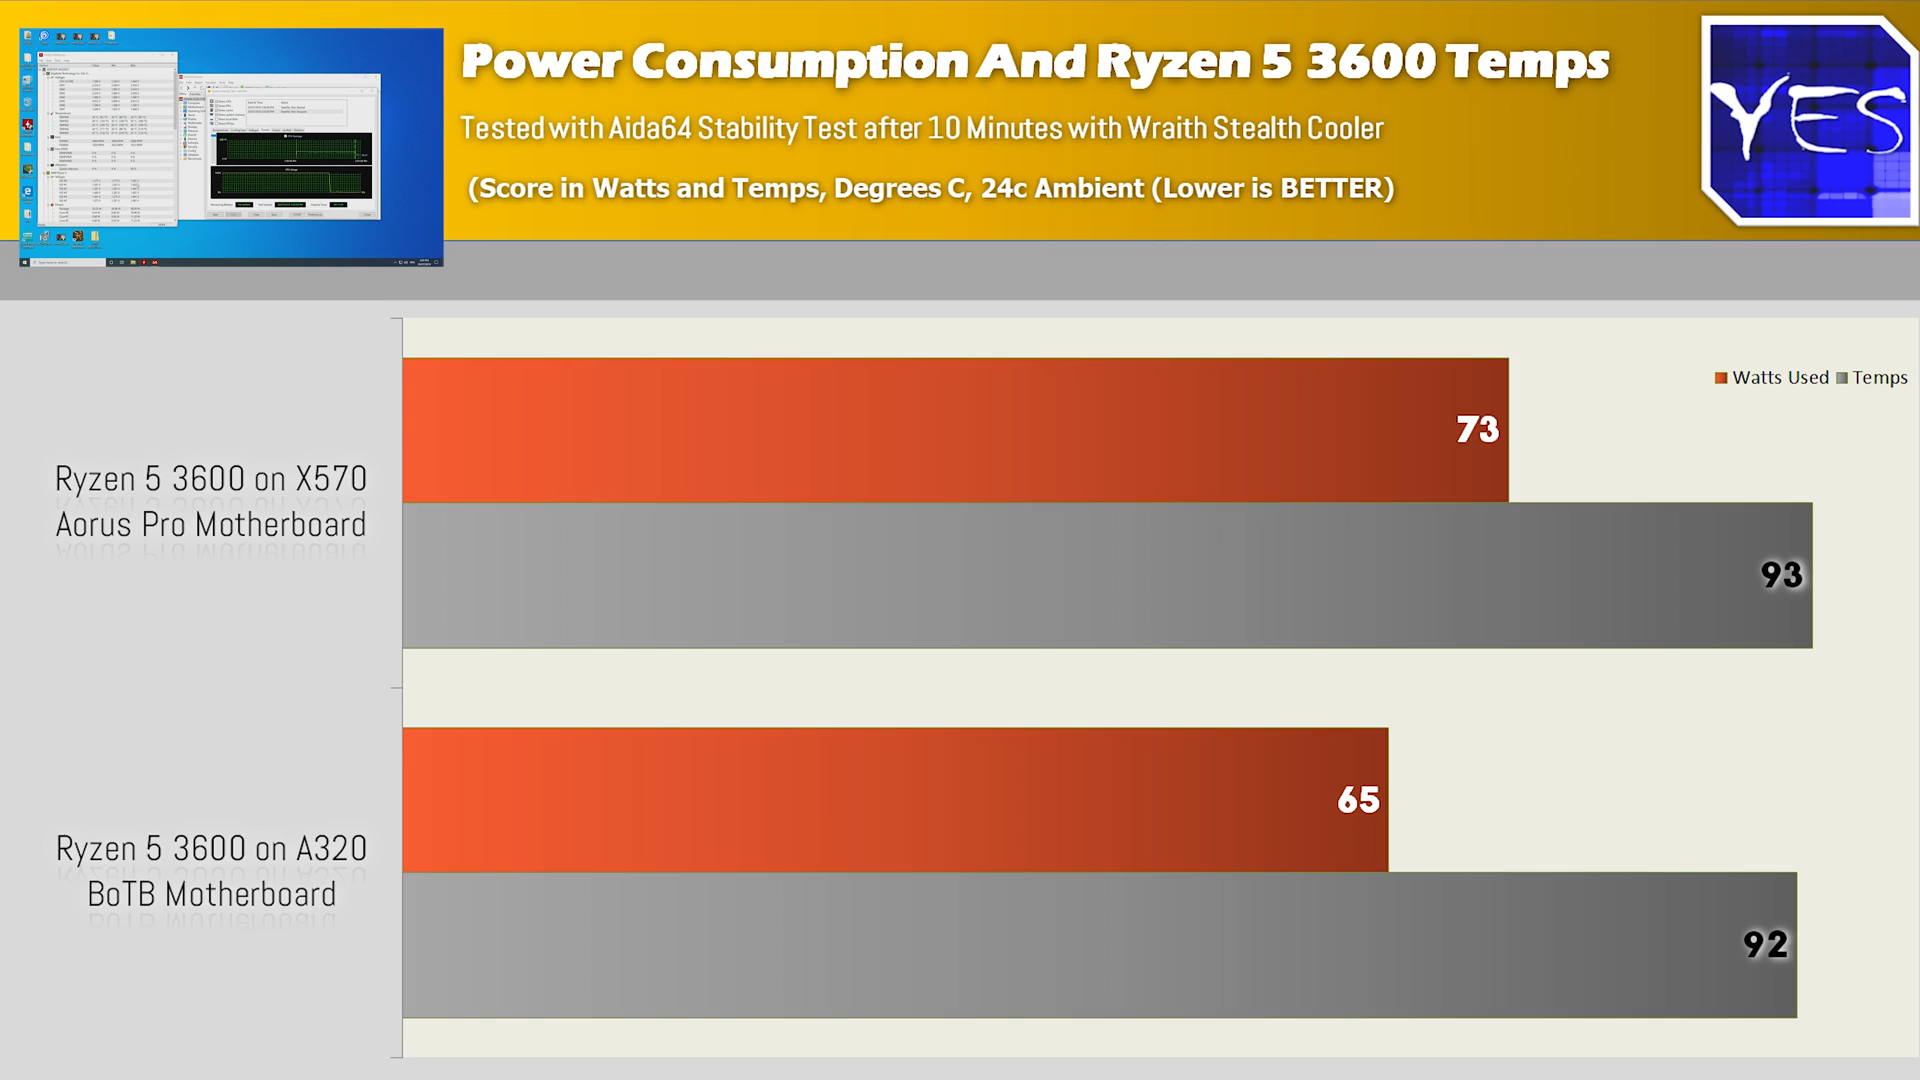 Power Consumption And Ryzen 5 3600 Temps
Tested with Aida64 Stability Test after 10 Minutes with Wraith Stealth Cooler
(Score in Watts and Temps, Degrees C, 24c Ambient (Lower is BETTER)
YES
Watts Used Temps
73
Ryzen 5 3600 on X570
Aorus Pro Motherboard
93
65
Ryzen 5 3600 on A320
BoTB Motherboard
92